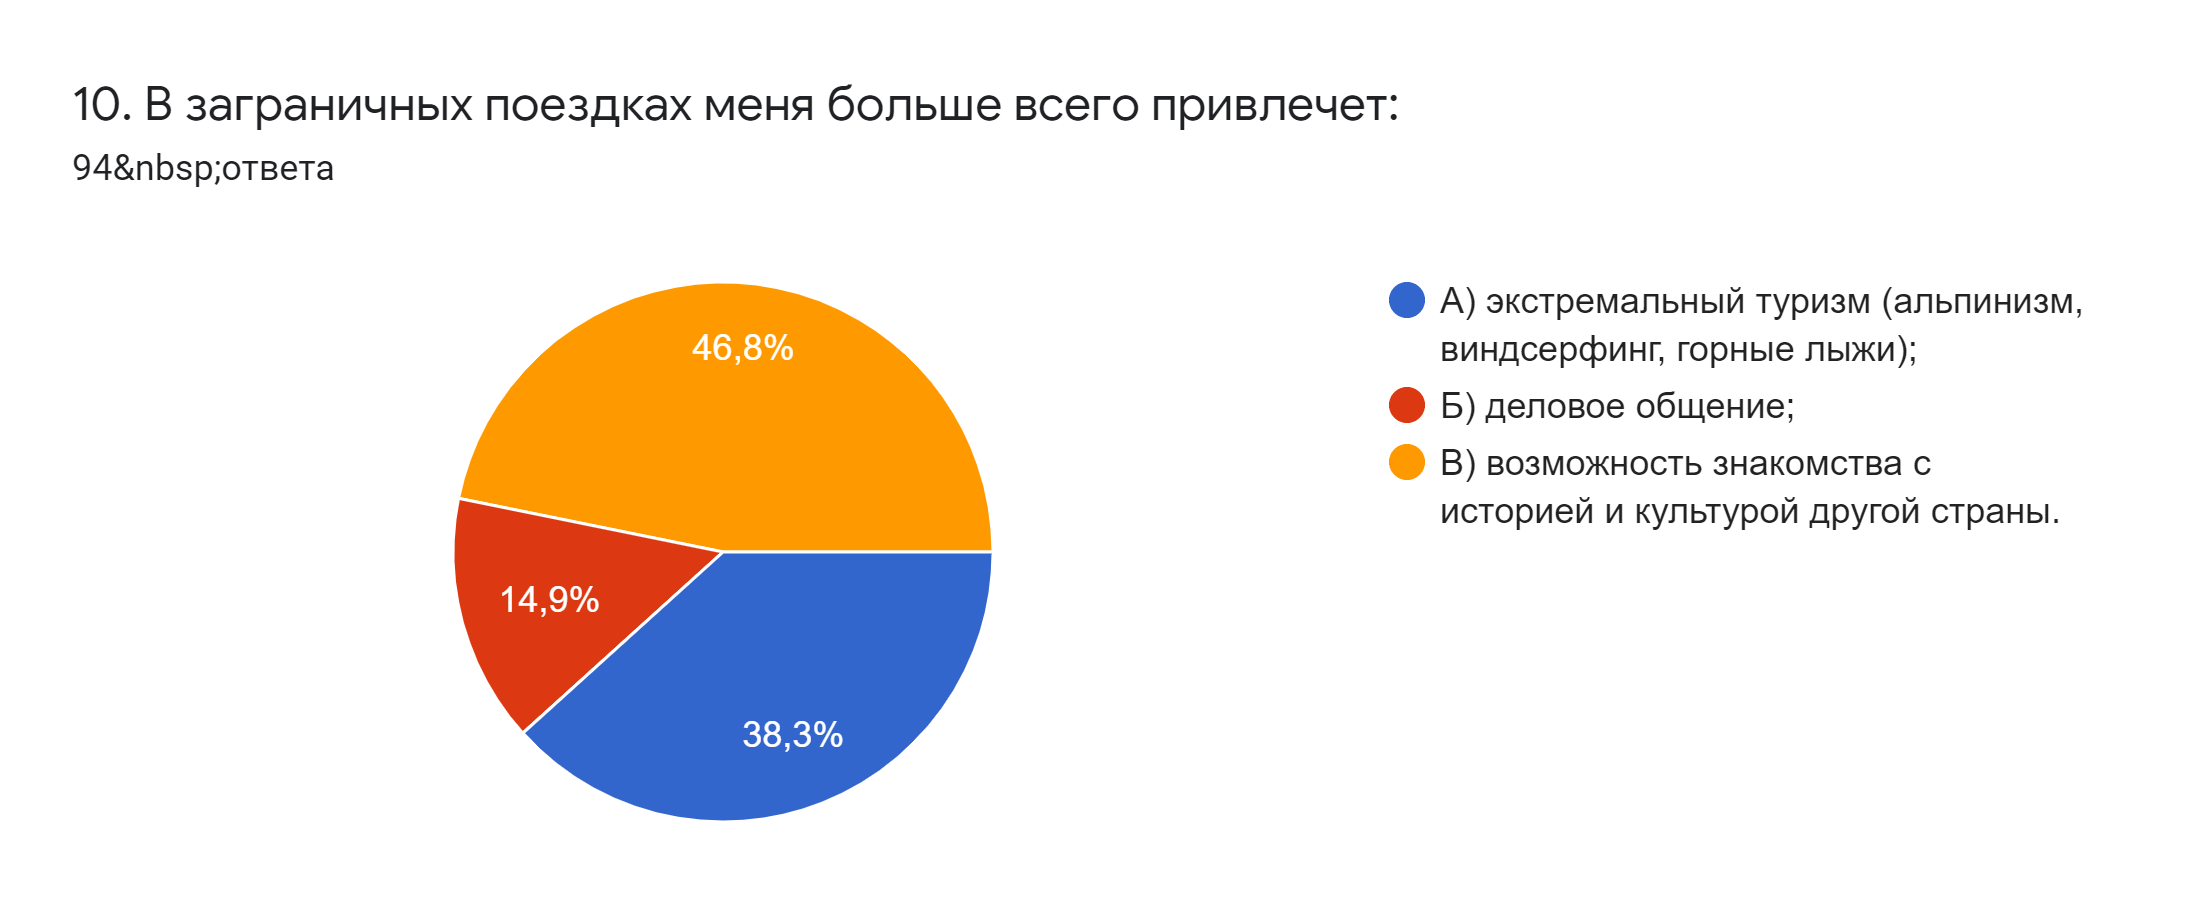 10. В заграничных поездках меня больше всего привлечет:
94&nbsp;ответа
46,8%
14,9%
38,3%
А) экстремальный туризм (альпинизм,
виндсерфинг, горные лыжи);
Б) деловое общение;
В) возможность знакомства с
историей и культурой другой страны.